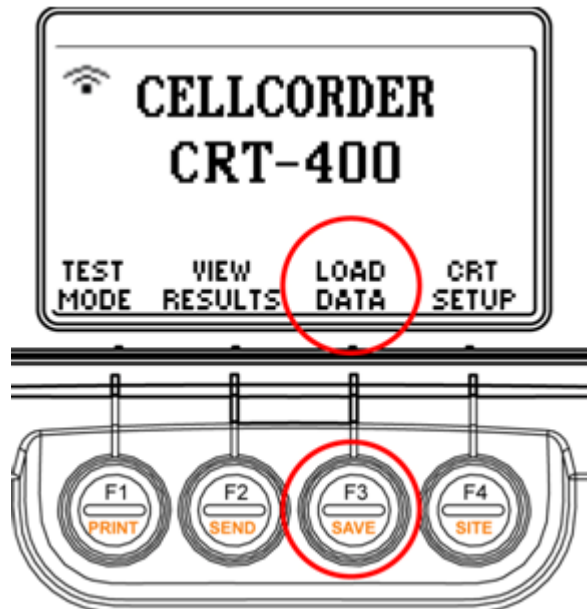 CELLCORDER
CRT-400
TEST VIEW LOAD CRT
MODE RESULTS DATA SETUP
F1 F2 F3 F4
PRINT SEND SAVE SITE